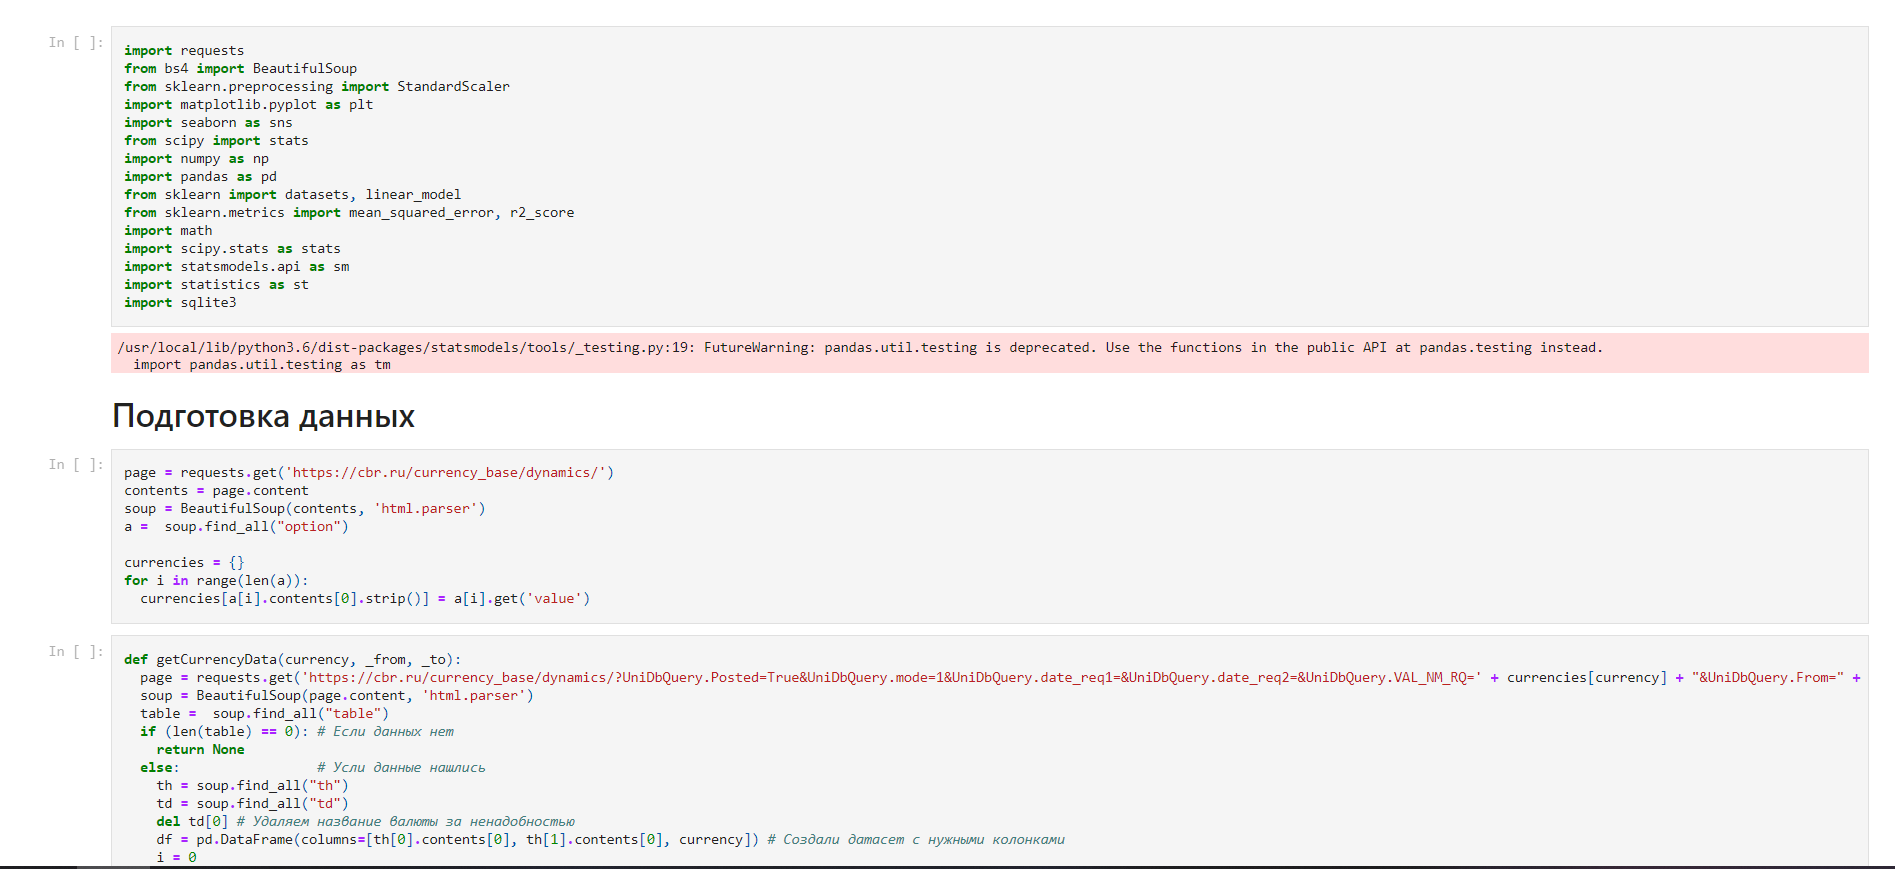 In [ ]:
import requests
from bs4 import BeautifulSoup
from sklearn.preprocessing import StandardScaler
import matplotlib.pyplot as plt
import seaborn as sns
from scipy import stats
import numpy as np
import pandas as pd
from sklearn import datasets, linear_model
from sklearn.metrics import mean_squared_error, r2_score
import math
import scipy.stats as stats
import statsmodels.api as sm
import statistics as st
import sqlite3
/usr/local/lib/python3.6/dist-packages/statsmodels/tools/_testing.py:19: FutureWarning: pandas.util.testing is deprecated. Use the functions in the public API at pandas.testing instead.
  import pandas.util.testing as tm
Подготовка данных
In [ ]:
page = requests.get('https://cbr.ru/currency_base/dynamics/')
contents = page.content
soup = BeautifulSoup(contents, 'html.parser')
a =  soup.find_all("option")
currencies = {}
for i in range(len(a)):
  currencies[a[i].contents[0].strip()] = a[i].get('value')
In [ ]:
def getCurrencyData(currency, _from, _to):
  page = requests.get('https://cbr.ru/currency_base/dynamics/?UniDbQuery.Posted=True&UniDbQuery.mode=1&UniDbQuery.date_req1=&UniDbQuery.date_req2=&UniDbQuery.VAL_NM_RQ=' + currencies[currency] + "&UniDbQuery.From=" +
  soup = BeautifulSoup(page.content, 'html.parser')
  table =  soup.find_all("table")
  if (len(table) == 0): # Если данных нет
    return None
  else:                 # Усли данные нашлись
    th = soup.find_all("th")
    td = soup.find_all("td")
    del td[0] # Удаляем название валюты за ненадобностью
    df = pd.DataFrame(columns=[th[0].contents[0], th[1].contents[0], currency]) # Создали датасет с нужными колонками
    i = 0